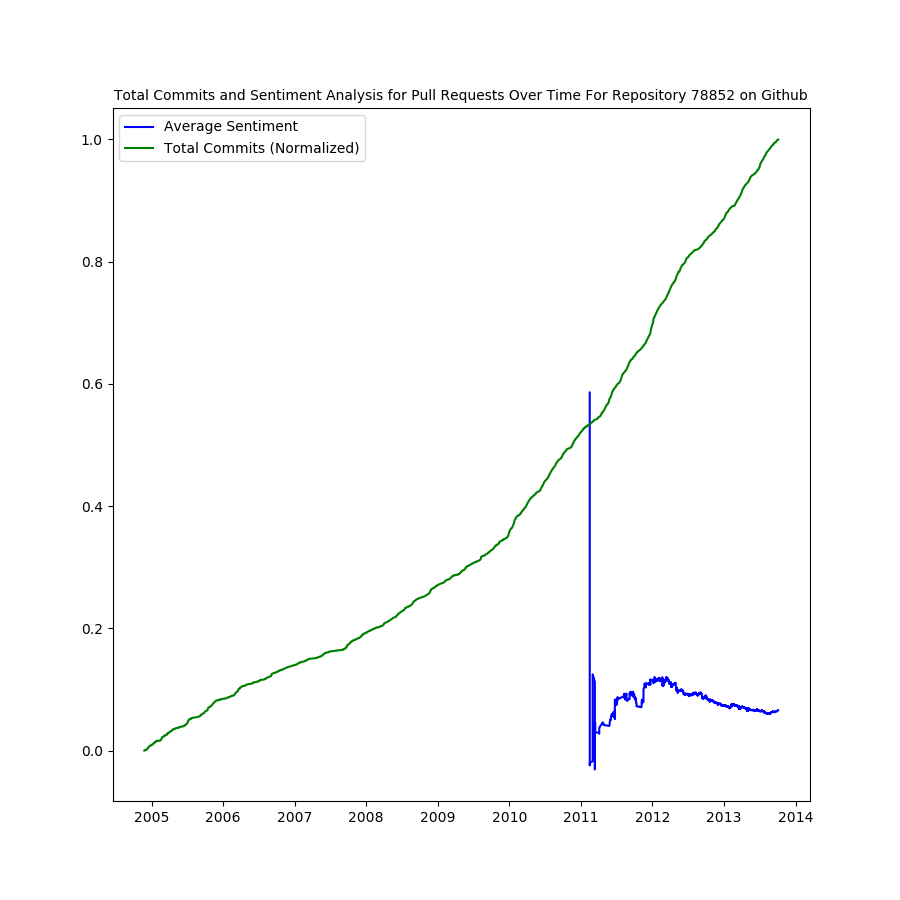 Total Commits and Sentiment Analysis for Pull Requests Over Time For Repository 78852 on Github
Average Sentiment
Total Commits (Normalized)
1.0
0.8
0.6
0.4
0.2
0.0
2005 2006 2007 2008 2009 2010 2011 2012 2013 2014